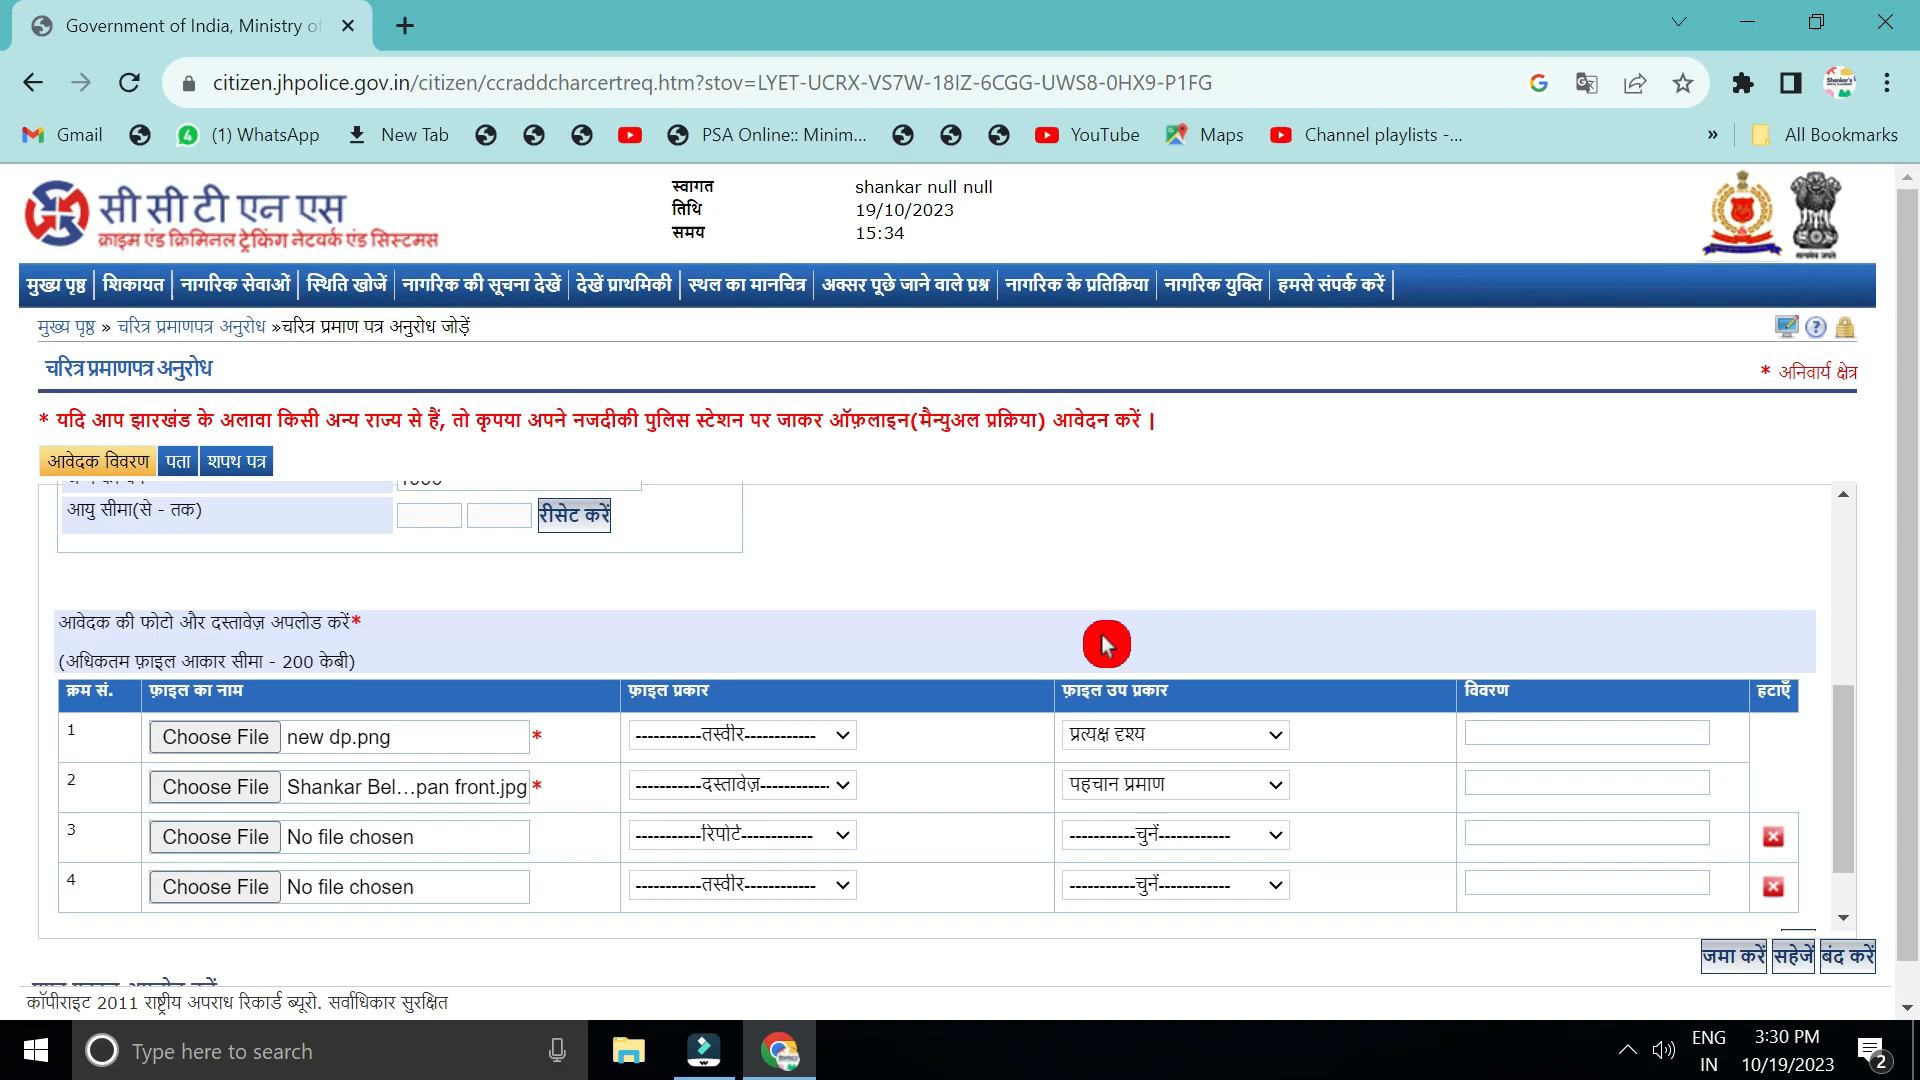 Government of India, Ministry of
citizen.jhpolice.gov.in/citizen/ccraddcharcertreq.htm?stov=LYET-UCRX-VS7W-18IZ-6CGG-UWS8-0HX9-P1FG
Gmail (1) WhatsApp New Tab PSA Online:: Minim... YouTube Maps Channel playlists -... » All Bookmarks
सी सी टी एन एस
क्राइम एंड क्रिमिनल ट्रेकिंग नेटवर्क एंड सिस्टमस
स्वागत shankar null null
तिथि 19/10/2023
समय 15:34
मुख्य पृष्ठ शिकायत नागरिक सेवाओं स्थिति खोजें नागरिक की सूचना देखें देखें प्राथमिकी स्थल का मानचित्र अक्सर पूछे जाने वाले प्रश्न नागरिक के प्रतिक्रिया नागरिक युक्ति हमसे संपर्क करें
मुख्य पृष्ठ » चरित्र प्रमाणपत्र अनुरोध »चरित्र प्रमाण पत्र अनुरोध जोड़ें
चरित्र प्रमाणपत्र अनुरोध
* अनिवार्य क्षेत्र
* यदि आप झारखंड के अलावा किसी अन्य राज्य से हैं, तो कृपया अपने नजदीकी पुलिस स्टेशन पर जाकर ऑफ़लाइन(मैन्युअल प्रक्रिया) आवेदन करें |
आवेदक विवरण पता शपथ पत्र
आयु सीमा(से - तक) रीसेट करें
आवेदक की फोटो और दस्तावेज़ अपलोड करें*
(अधिकतम फ़ाइल आकार सीमा - 200 केबी)
क्रम सं. फ़ाइल का नाम फ़ाइल प्रकार फ़ाइल उप प्रकार विवरण हटाएँ
1 Choose File new dp.png * -----------तस्वीर------------ प्रत्यक्ष दृश्य
2 Choose File Shankar Bel...pan front.jpg * -----------दस्तावेज़------------ पहचान प्रमाण
3 Choose File No file chosen -----------रिपोर्ट------------ -----------चुनें------------
4 Choose File No file chosen -----------तस्वीर------------ -----------चुनें------------
जमा करें सहेजें बंद करें
कॉपीराइट 2011 राष्ट्रीय अपराध रिकार्ड ब्यूरो. सर्वाधिकार सुरक्षित
Type here to search
ENG
IN
3:30 PM
10/19/2023
2